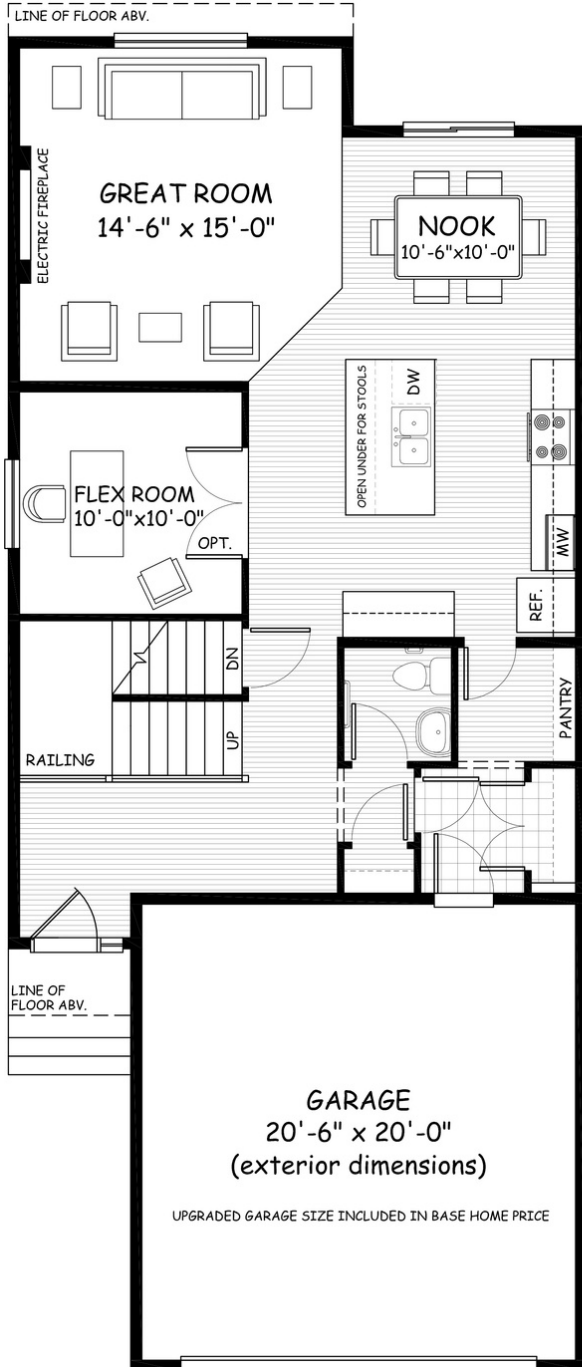 LINE OF FLOOR ABV.
ELECTRIC FIREPLACE
GREAT ROOM
14'-6" x 15'-0"
NOOK
10'-6"x10'-0"
OPEN UNDER FOR STOOLS
DW
FLEX ROOM
10'-0"x10'-0"
OPT.
MW
REF.
DN
UP
PANTRY
RAILING
LINE OF
FLOOR ABV.
GARAGE
20'-6" x 20'-0"
(exterior dimensions)
UPGRADED GARAGE SIZE INCLUDED IN BASE HOME PRICE